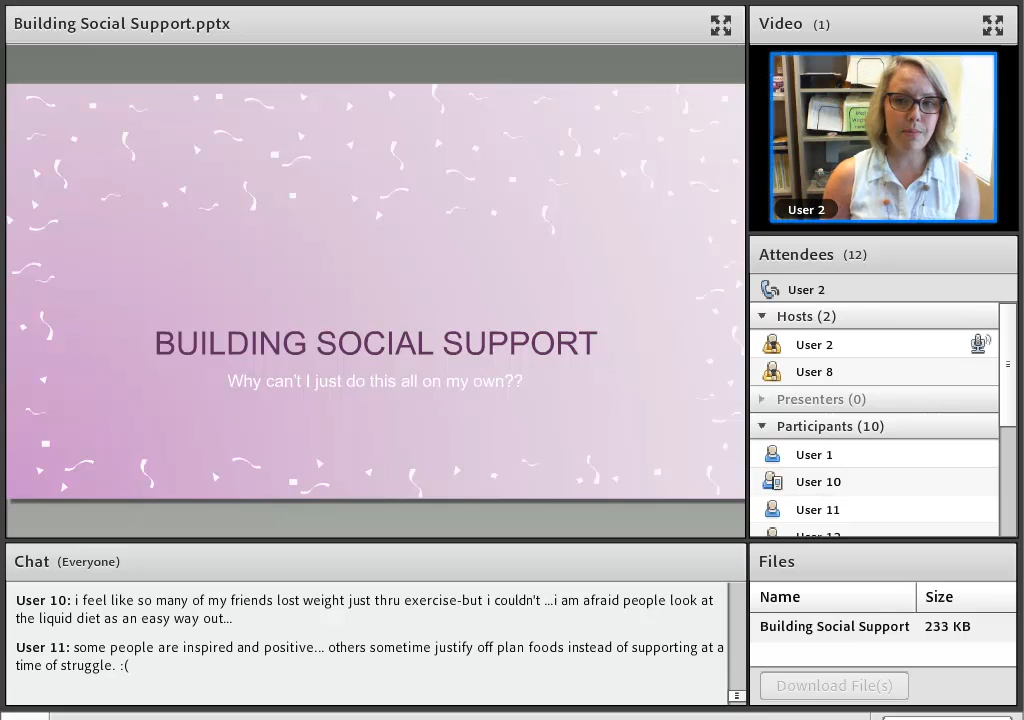 Building Social Support.pptx
Video (1)
User 2
BUILDING SOCIAL SUPPORT
Why can't I just do this all on my own??
Attendees (12)
User 2
Hosts (2)
User 2
User 8
Presenters (0)
Participants (10)
User 1
User 10
User 11
User 12
Chat (Everyone)
User 10: i feel like so many of my friends lost weight just thru exercise-but i couldn't ...i am afraid people look at
the liquid diet as an easy way out...
User 11: some people are inspired and positive... others sometime justify off plan foods instead of supporting at a
time of struggle. :(
Files
Name Size
Building Social Support 233 KB
Download File(s)